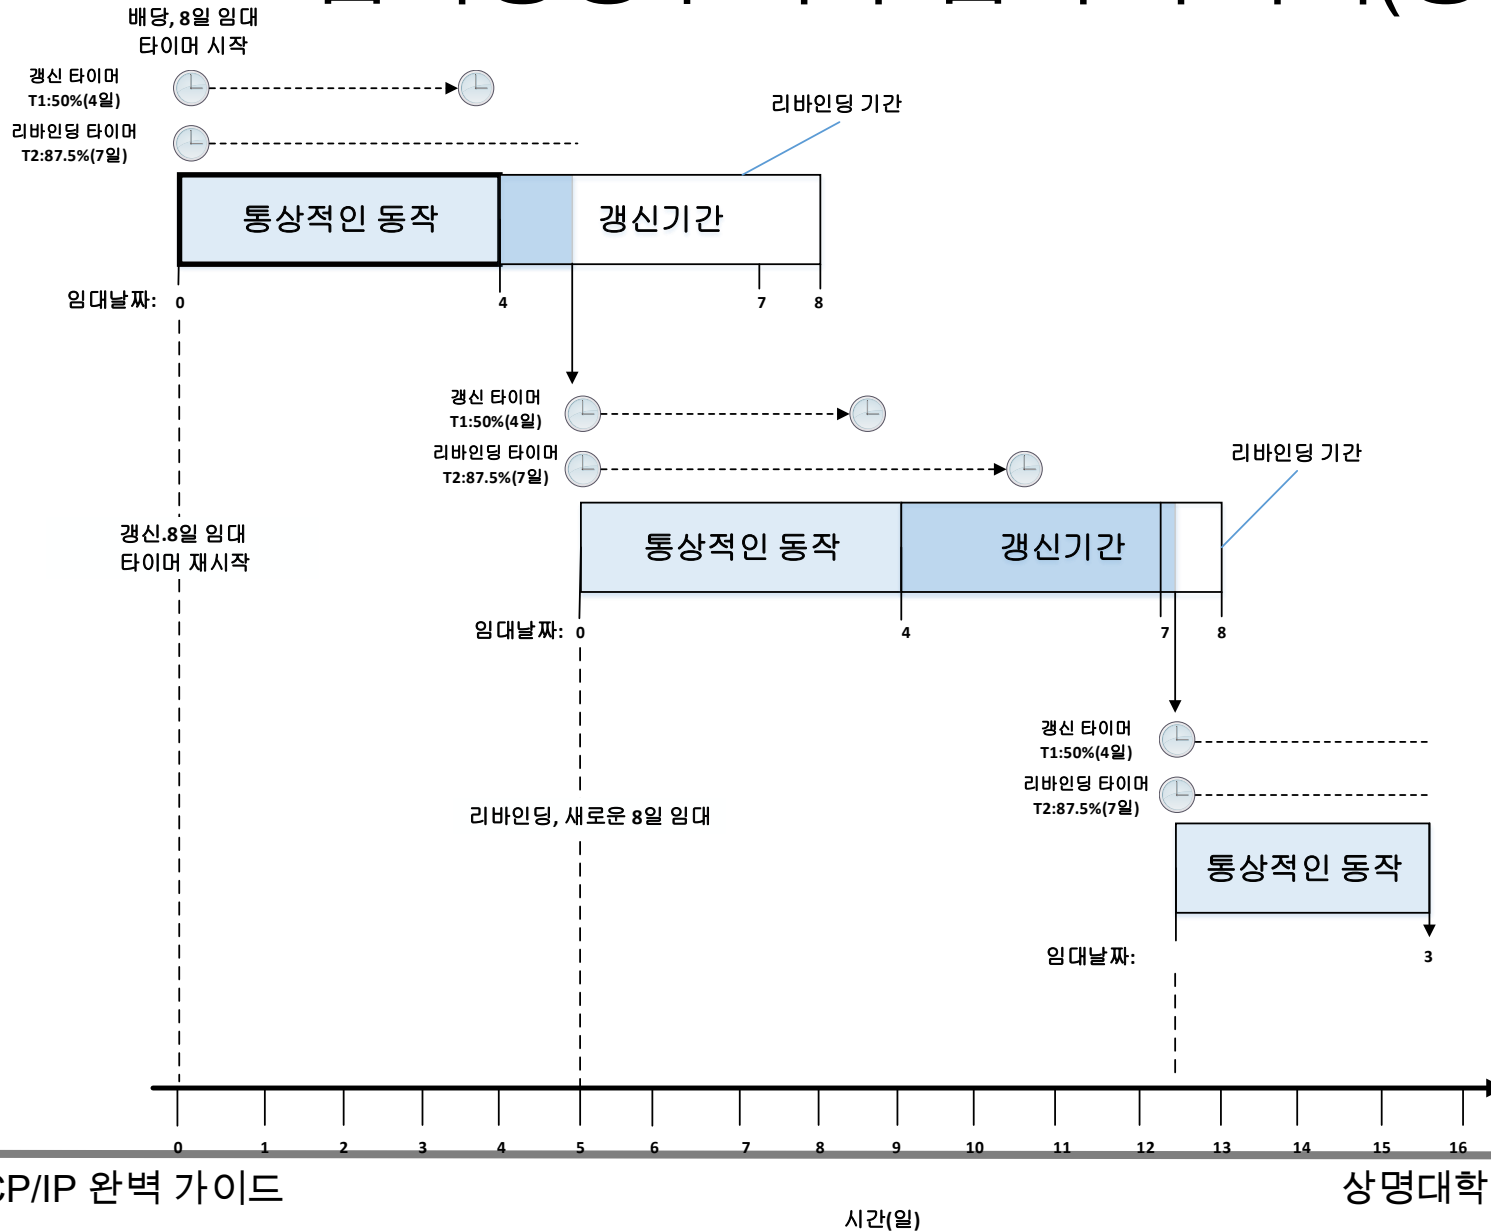 배당, 8일 임대
타이머 시작
갱신 타이머
T1:50%(4일)
리바인딩 타이머
T2:87.5%(7일)
리바인딩 기간
통상적인 동작
갱신기간
임대날짜:
0
4
7
8
갱신 타이머
T1:50%(4일)
리바인딩 타이머
T2:87.5%(7일)
리바인딩 기간
갱신.8일 임대
타이머 재시작
통상적인 동작
갱신기간
임대날짜:
0
4
7
8
갱신 타이머
T1:50%(4일)
리바인딩 타이머
T2:87.5%(7일)
리바인딩, 새로운 8일 임대
통상적인 동작
임대날짜:
3
0 1 2 3 4 5 6 7 8 9 10 11 12 13 14 15 16
CP/IP 완벽 가이드
상명대학
시간(일)